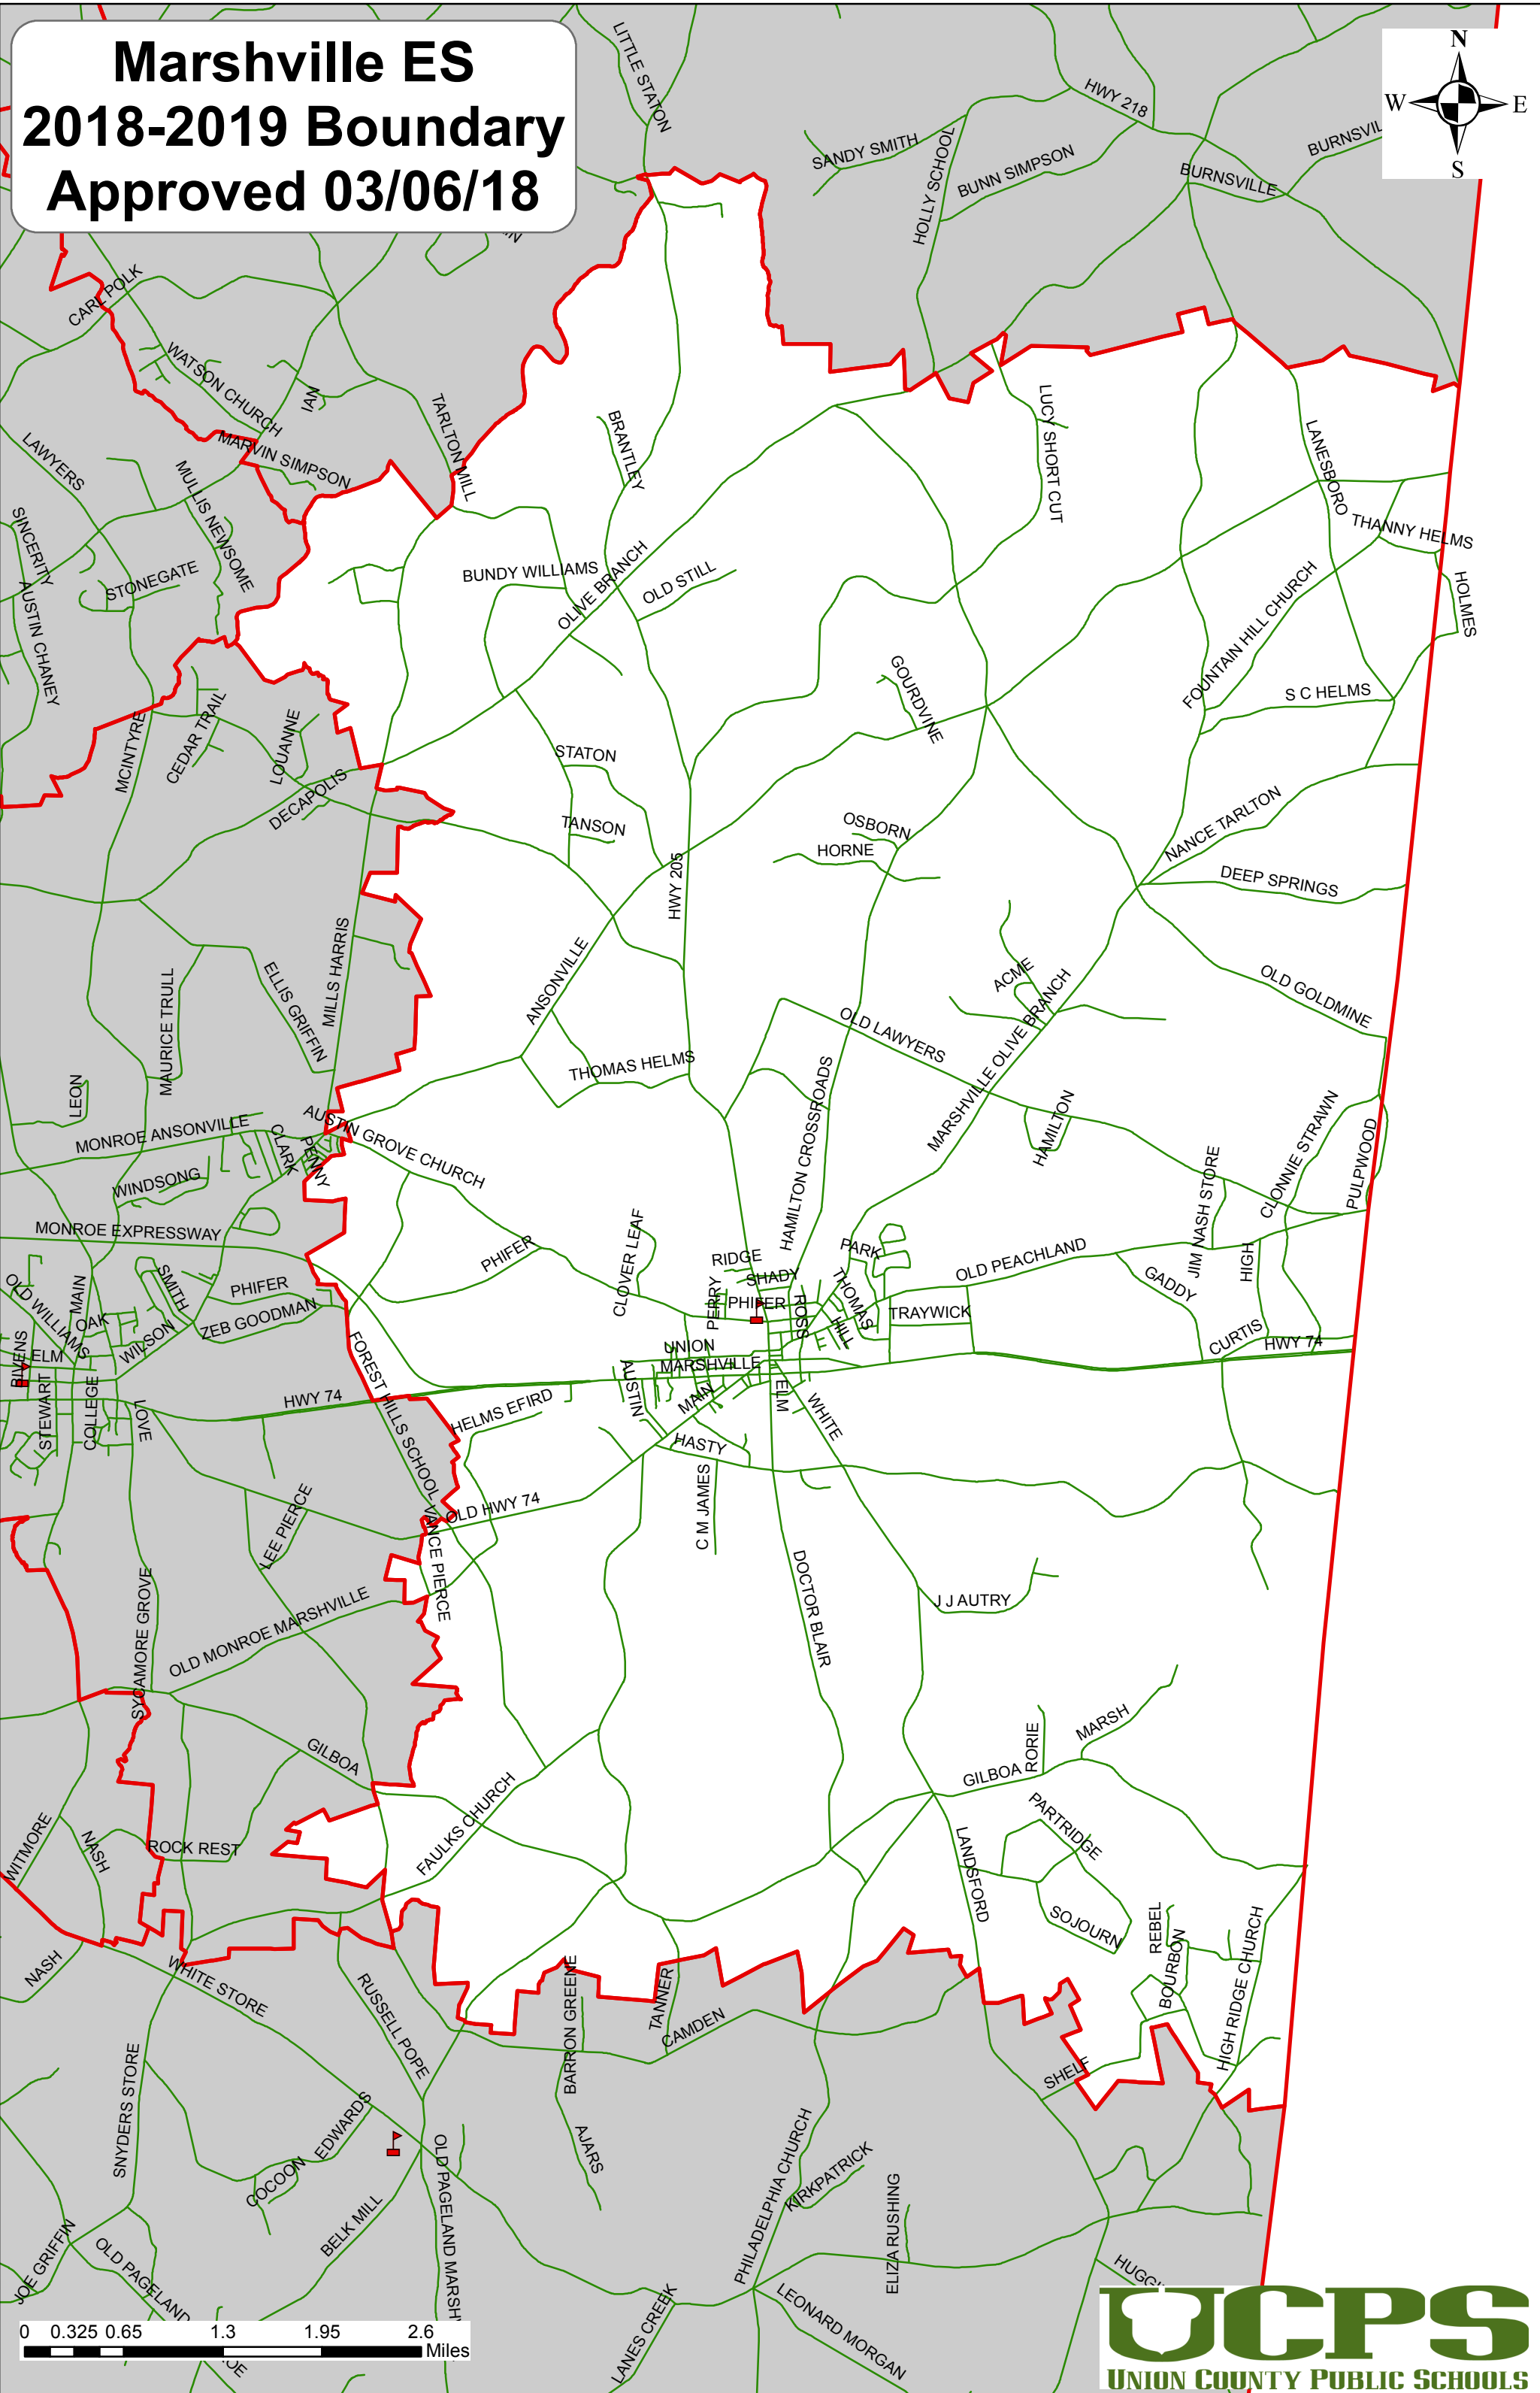 Marshville ES
2018-2019 Boundary
Approved 03/06/18
N
W
E
S
LITTLE STATON
HWY 218
SANDY SMITH
HOLLY SCHOOL
BUNN SIMPSON
BURNSVILLE
CARL POLK
WATSON CHURCH
IAN
TARLTON MILL
MARVIN SIMPSON
LAWYERS
MULLIS NEWSOME
SINCERITY
STONEGATE
AUSTIN CHANEY
BRANTLEY
LUCY SHORT CUT
LANESBORO
THANNY HELMS
HOLMES
BUNDY WILLIAMS
OLIVE BRANCH
OLD STILL
FOUNTAIN HILL CHURCH
S C HELMS
GOURDVINE
MCINTYRE
CEDAR TRAIL
LOUANNE
DECAPOLIS
STATON
TANSON
HWY 205
OSBORN
HORNE
NANCE TARLTON
DEEP SPRINGS
MAURICE TRULL
ELLIS GRIFFIN
MILLS HARRIS
ANSONVILLE
ACME
OLD GOLDMINE
OLD LAWYERS
MARSHVILLE OLIVE BRANCH
THOMAS HELMS
LEON
MONROE ANSONVILLE
CLARK
PENNY
AUSTIN GROVE CHURCH
HAMILTON CROSSROADS
HAMILTON
CLONNIE STRAWN
PULPWOOD
JIM NASH STORE
WINDSONG
MONROE EXPRESSWAY
PHIFER
CLOVER LEAF
RIDGE
SHADY
PARK
OLD PEACHLAND
HIGH
GADDY
OLD WILLIAMS
MAIN
SMITH
PHIFER
OAK
ZEB GOODMAN
WILSON
PERRY
PHIFER
ROSS
THOMAS
HILL
TRAYWICK
CURTIS
HWY 74
BIVENS
ELM
UNION
MARSHVILLE
FOREST HILLS SCHOOL
AUSTIN
MAIN
ELM
WHITE
STEWART
COLLEGE
LOVE
HWY 74
HELMS EFIRD
HASTY
C M JAMES
OLD HWY 74
LEE PIERCE
VANCE PIERCE
DOCTOR BLAIR
J J AUTRY
SYCAMORE GROVE
OLD MONROE MARSHVILLE
GILBOA
RORIE
MARSH
GILBOA
WITMORE
NASH
ROCK REST
FAULKS CHURCH
PARTRIDGE
LANDSFORD
SOJOURN
REBEL
BOURBON
HIGH RIDGE CHURCH
NASH
WHITE STORE
RUSSELL POPE
BARRON GREENE
TANNER
CAMDEN
SHELF
SNYDERS STORE
EDWARDS
COCOON
AJARS
OLD PAGELAND MARSHV
BELK MILL
PHILADELPHIA CHURCH
KIRKPATRICK
ELIZA RUSHING
JOE GRIFFIN
OLD PAGELAND
LANES CREEK
LEONARD MORGAN
0 0.325 0.65 1.3 1.95 2.6
Miles
UCPS
UNION COUNTY PUBLIC SCHOOLS